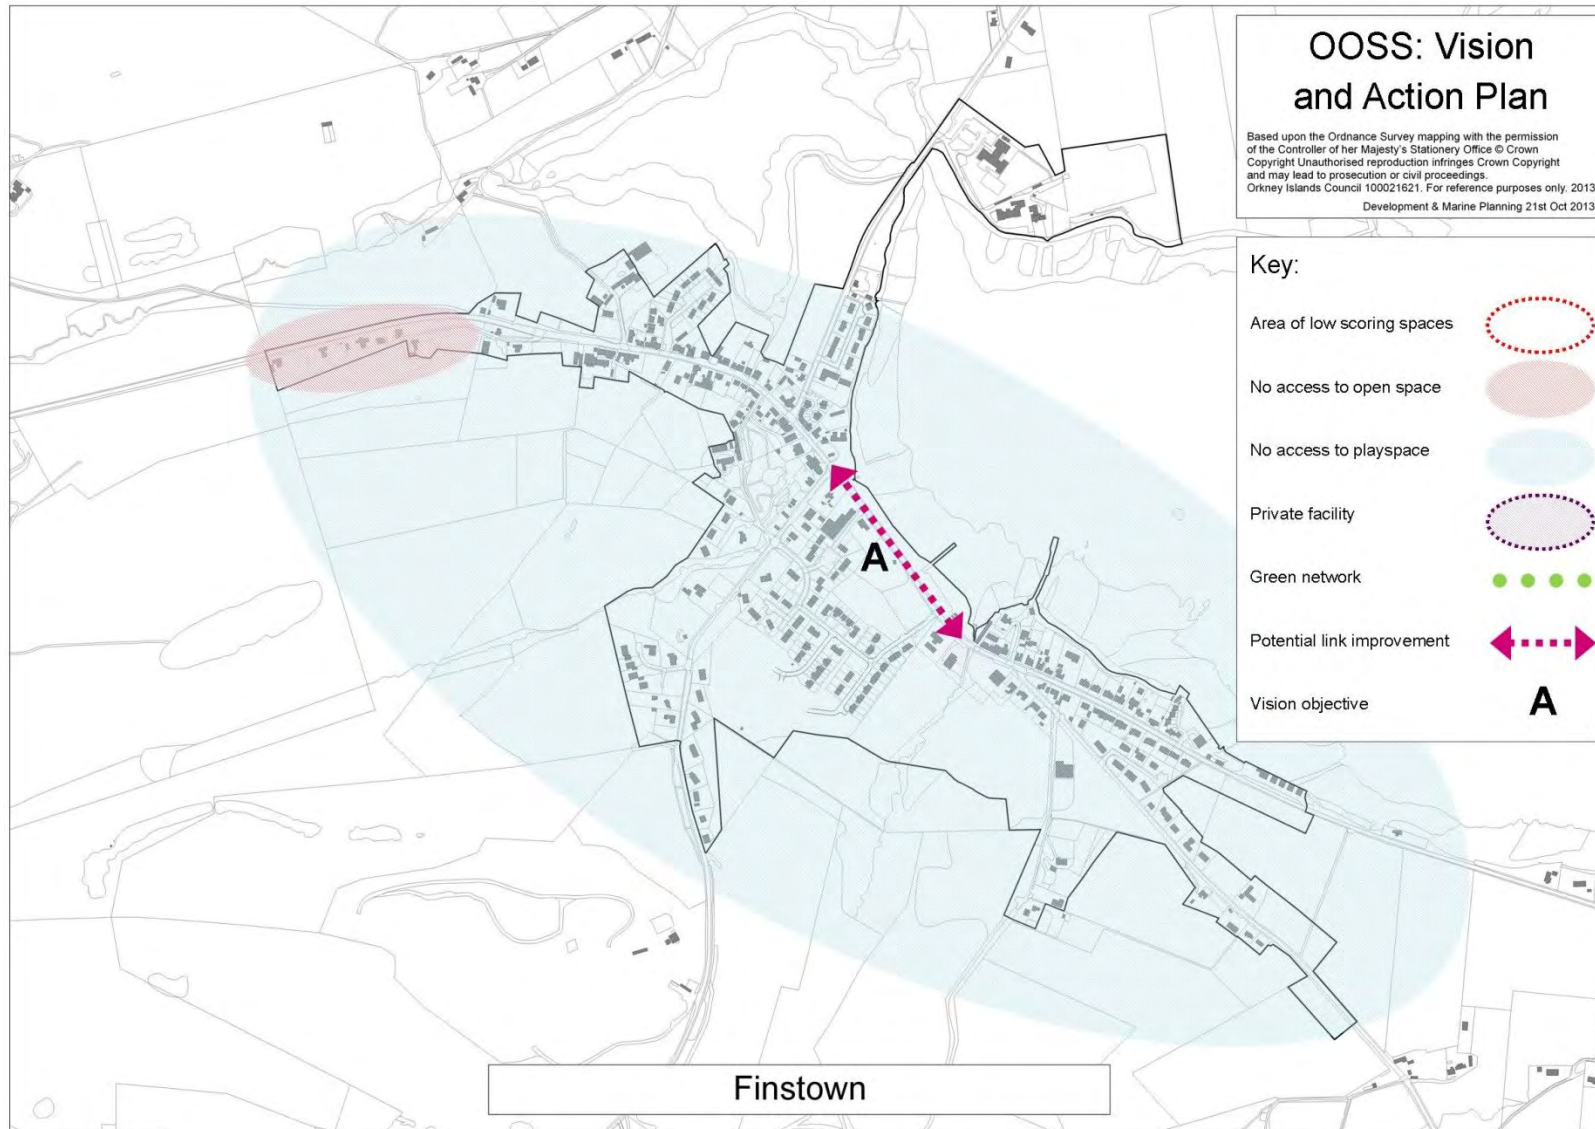 OOSS: Vision
and Action Plan
Based upon the Ordnance Survey mapping with the permission
of the Controller of her Majesty's Stationery Office © Crown
Copyright Unauthorised reproduction infringes Crown Copyright
and may lead to prosecution or civil proceedings.
Orkney Islands Council 100021621. For reference purposes only. 2013
Development & Marine Planning 21st Oct 2013
Key:
Area of low scoring spaces
No access to open space
No access to playspace
Private facility
Green network
Potential link improvement
Vision objective
A
A
Finstown